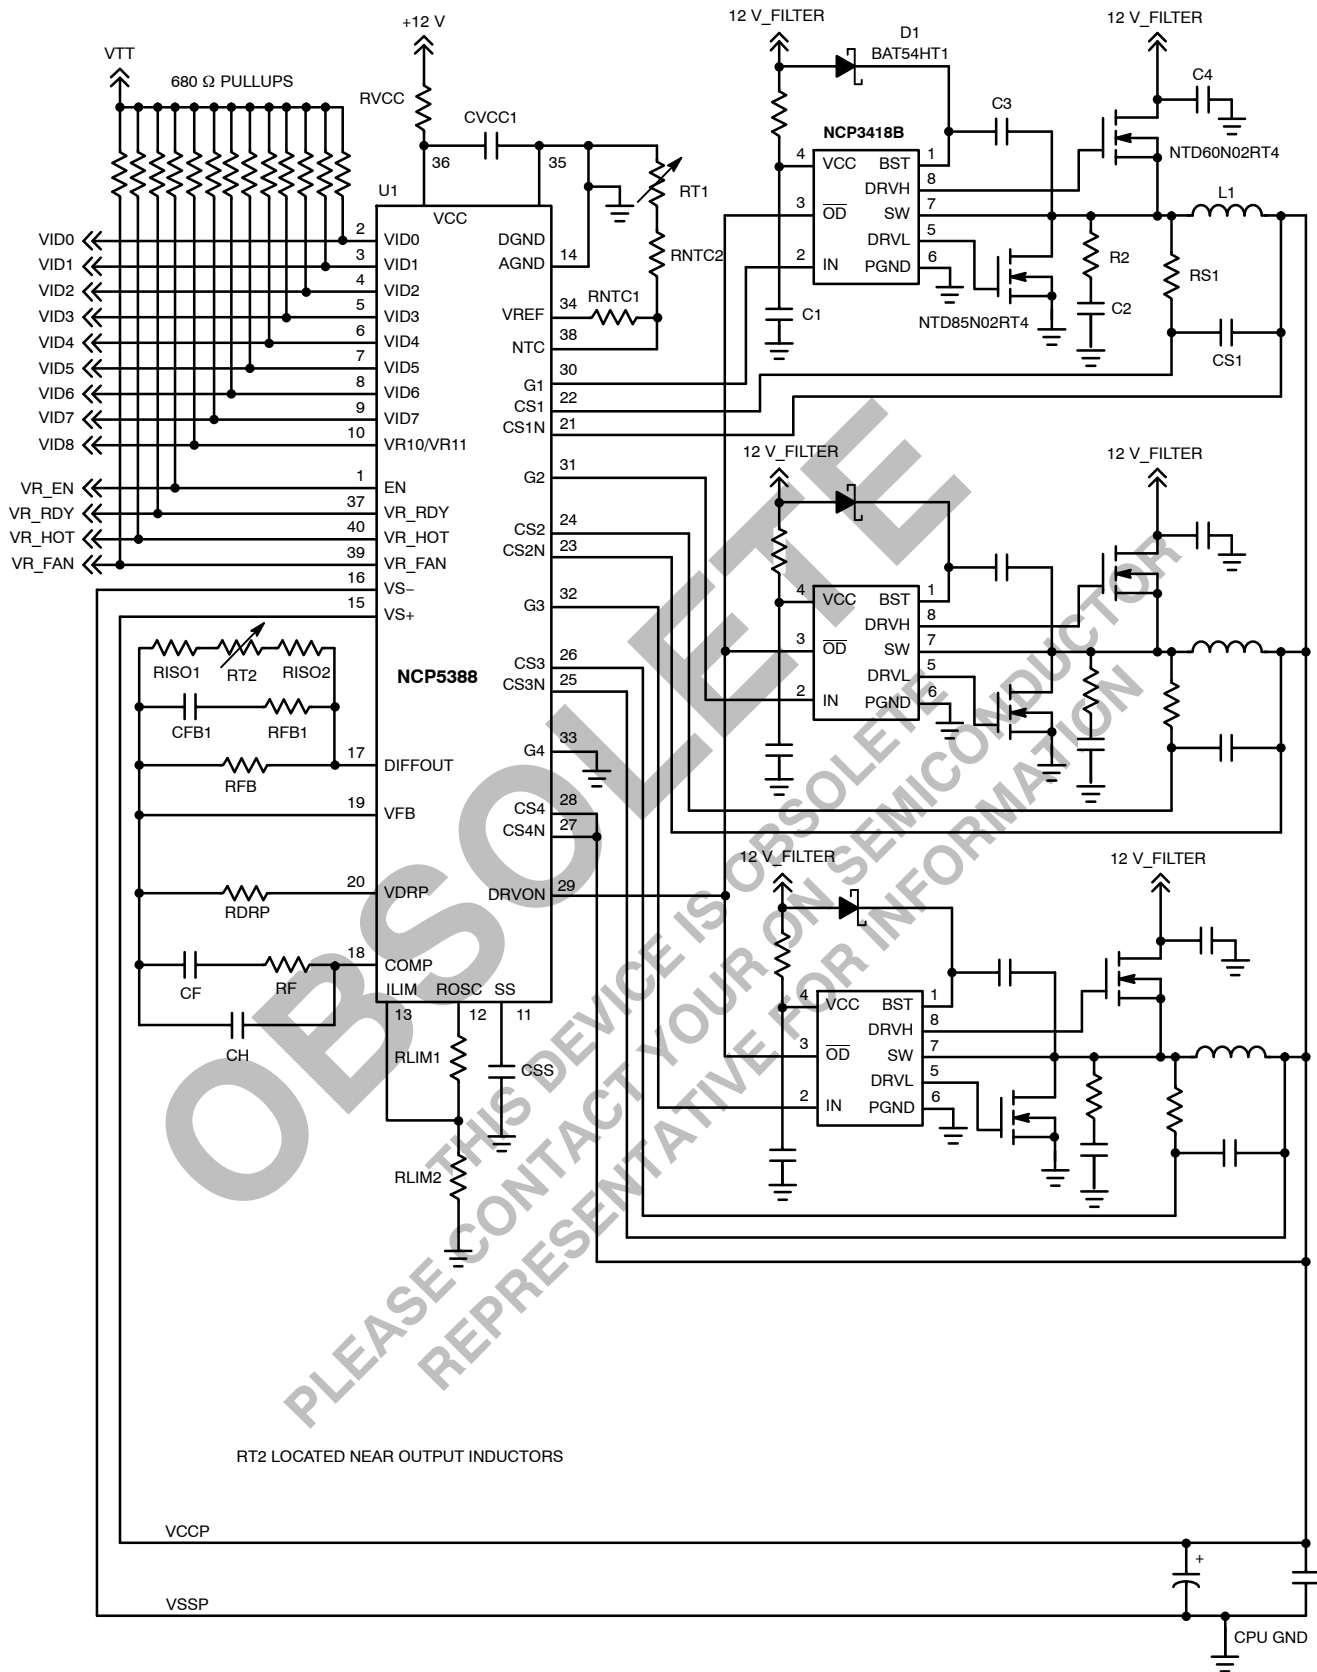 +12 V
12 V_FILTER
D1
BAT54HT1
12 V_FILTER
VTT
680 Ω PULLUPS
RVCC
CVCC1
C3
C4
NCP3418B
NTD60N02RT4
36
35
U1
VCC
RT1
4
VCC
BST
1
DRVH
8
3
OD
SW
7
L1
DRVL
5
2
IN
PGND
6
R2
RS1
NTD85N02RT4
C1
C2
CS1
VID0
2
VID0
DGND
VID1
3
VID1
AGND
14
RNTC2
VID2
4
VID2
RNTC1
VID3
5
VID3
VREF
34
VID4
6
VID4
NTC
38
VID5
7
VID5
G1
30
VID6
8
VID6
CS1
22
VID7
9
VID7
CS1N
21
VID8
10
VR10/VR11
G2
31
VR_EN
1
EN
VR_RDY
37
VR_RDY
CS2
24
VR_HOT
40
VR_HOT
CS2N
23
VR_FAN
39
VR_FAN
16
VS−
G3
32
15
VS+
12 V_FILTER
12 V_FILTER
4
VCC
BST
1
DRVH
8
3
OD
SW
7
DRVL
5
2
IN
PGND
6
RISO1
RT2
RISO2
NCP5388
CS3
26
CS3N
25
CFB1
RFB1
G4
33
17
DIFFOUT
RFB
19
VFB
CS4
28
CS4N
27
20
VDRP
RDRP
DRVON
29
18
COMP
CF
RF
ILIM
ROSC
SS
13
12
11
CH
RLIM1
CSS
RLIM2
12 V_FILTER
12 V_FILTER
4
VCC
BST
1
DRVH
8
3
OD
SW
7
DRVL
5
2
IN
PGND
6
OBSOLETE
THIS DEVICE IS OBSOLETE
PLEASE CONTACT YOUR ON SEMICONDUCTOR
REPRESENTATIVE FOR INFORMATION
RT2 LOCATED NEAR OUTPUT INDUCTORS
VCCP
+
VSSP
CPU GND